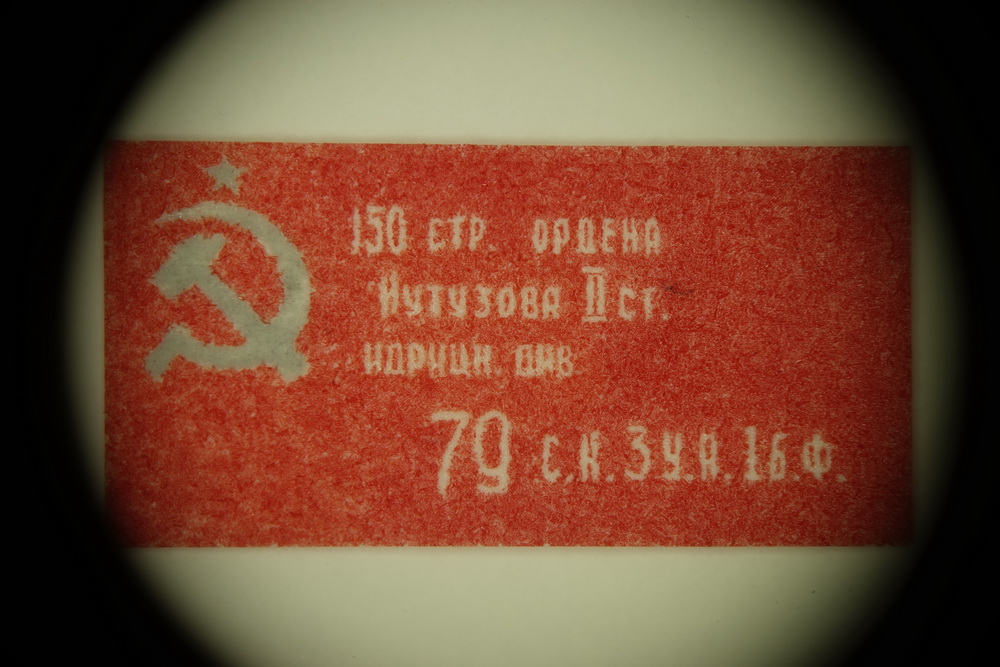 150 СТР. ОРДЕНА
КУТУЗОВА II СТ.
ИДРИЦК. ДИВ.
79 С.К. 3 У.А. 1 Б.Ф.